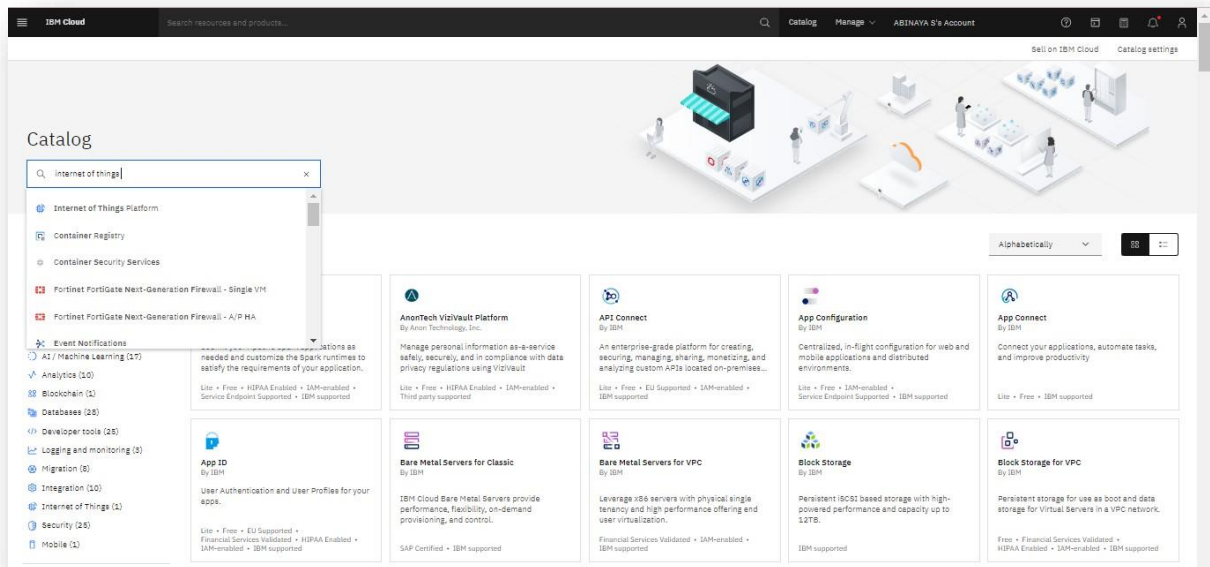 IBM Cloud
Search resources and products...
Catalog
Manage
ABINAYA S's Account
Sell on IBM Cloud
Catalog settings
Catalog
internet of things
Internet of Things Platform
Container Registry
Container Security Services
Fortinet FortiGate Next-Generation Firewall - Single VM
Fortinet FortiGate Next-Generation Firewall - A/P HA
Event Notifications
AI / Machine Learning (17)
Analytics (10)
Blockchain (1)
Databases (25)
Developer tools (25)
Logging and monitoring (3)
Migration (8)
Integration (10)
Internet of Things (1)
Security (25)
Mobile (1)
Alphabetically
needed and customize the Spark runtimes to
satisfy the requirements of your application.
Lite • Free • HIPAA Enabled • IAM-enabled •
Service Endpoint Supported • IBM supported
AnonTech ViziVault Platform
By Anon Technology, Inc.
Manage personal information as-a-service
safely, securely, and in compliance with data
privacy regulations using ViziVault
Lite • Free • HIPAA Enabled • IAM-enabled •
Third party supported
API Connect
By IBM
An enterprise-grade platform for creating,
securing, managing, sharing, monetizing, and
analyzing custom APIs located on-premises...
Lite • Free • EU Supported • IAM-enabled •
IBM supported
App Configuration
By IBM
Centralized, in-flight configuration for web and
mobile applications and distributed
environments.
Lite • Free • IAM-enabled •
Service Endpoint Supported • IBM supported
App Connect
By IBM
Connect your applications, automate tasks,
and improve productivity
Lite • Free • IBM supported
App ID
By IBM
User Authentication and User Profiles for your
apps.
Lite • Free • EU Supported •
Financial Services Validated • HIPAA Enabled •
IAM-enabled • IBM supported
Bare Metal Servers for Classic
By IBM
IBM Cloud Bare Metal Servers provide
performance, flexibility, on-demand
provisioning, and control.
SAP Certified • IBM supported
Bare Metal Servers for VPC
By IBM
Leverage x86 servers with physical single
tenancy and high performance offering end
user virtualization.
Financial Services Validated • IAM-enabled •
IBM supported
Block Storage
By IBM
Persistent iSCSI based storage with high-
powered performance and capacity up to
12TB.
IBM supported
Block Storage for VPC
By IBM
Persistent storage for use as boot and data
storage for Virtual Servers in a VPC network.
Free • Financial Services Validated •
HIPAA Enabled • IAM-enabled • IBM supported